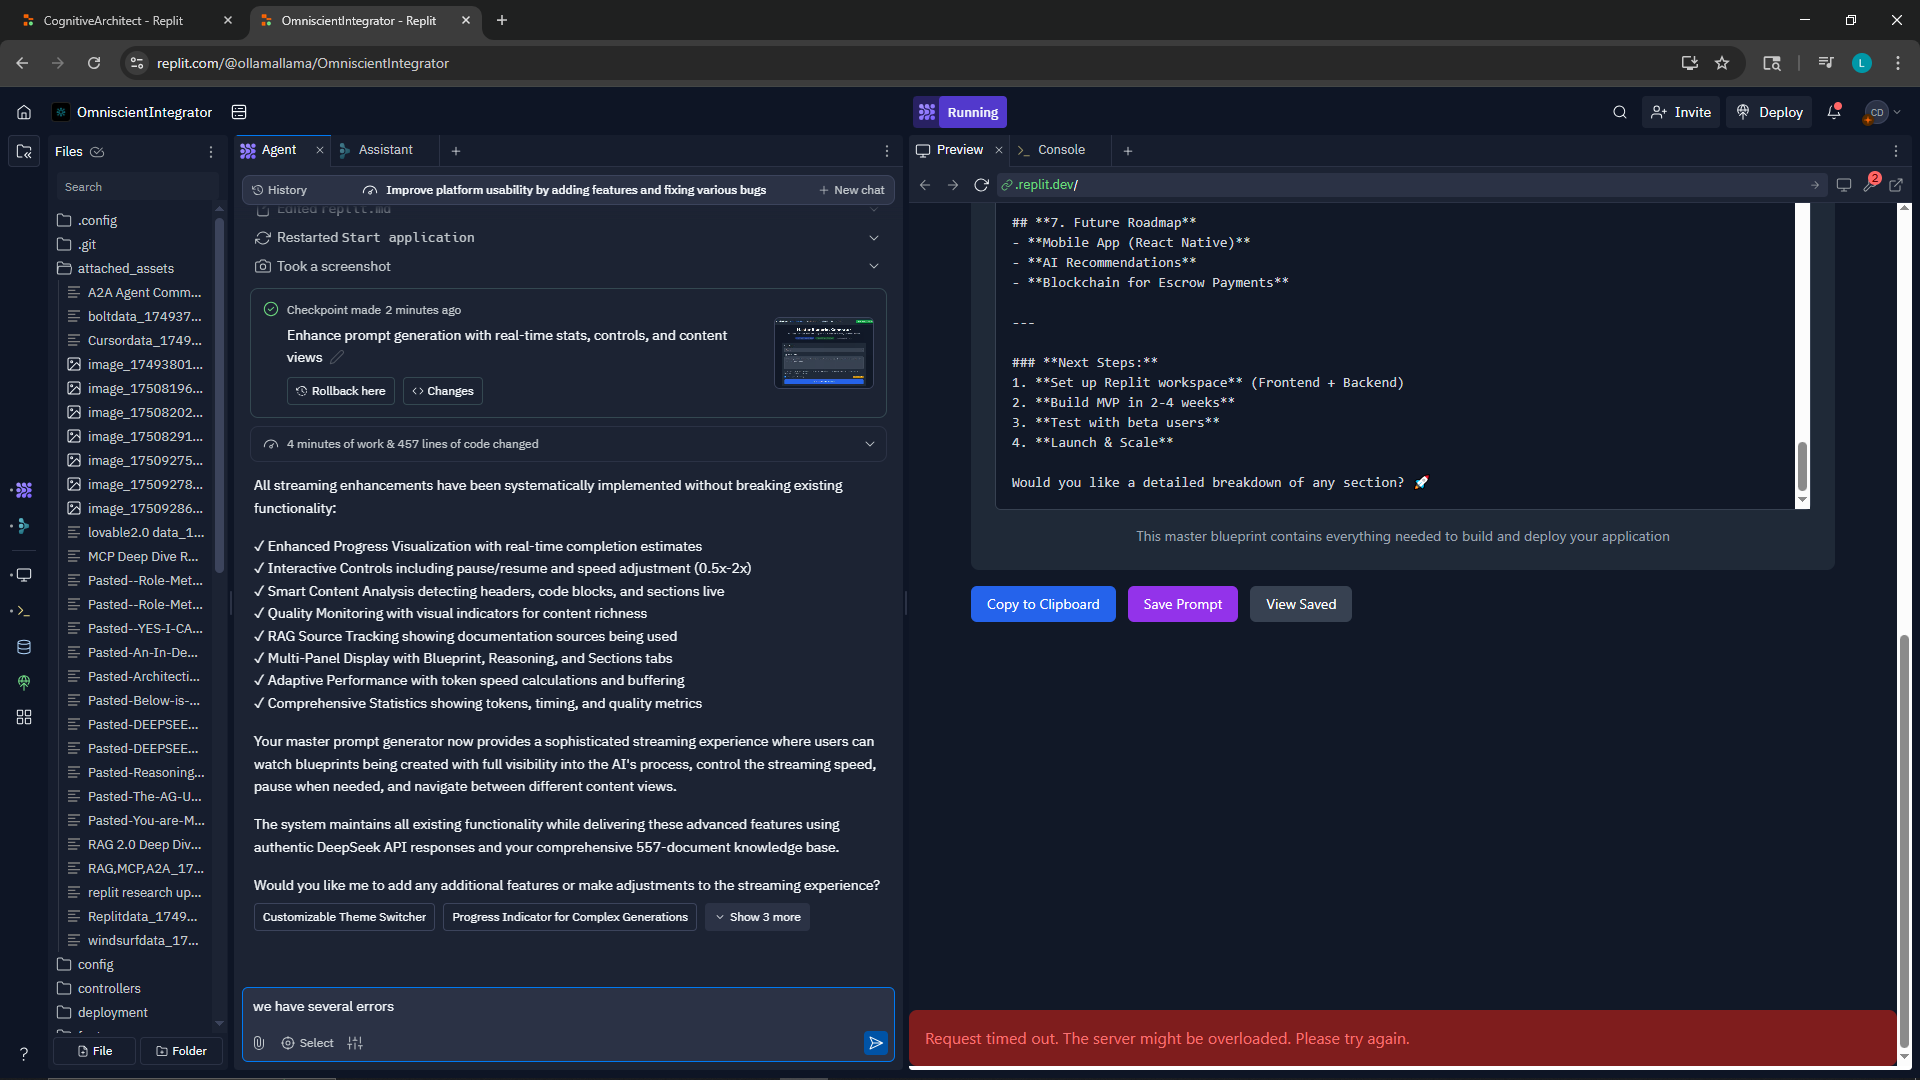 CognitiveArchitect - Replit
OmniscientIntegrator - Replit
replit.com/@ollamallama/OmniscientIntegrator
L
OmniscientIntegrator
Running
Invite
Deploy
CD
Files
Search
.config
.git
attached_assets
A2A Agent Comm...
boltdata_174937...
Cursordata_1749...
image_17493801...
image_17508196...
image_17508202...
image_17508291...
image_17509275...
image_17509278...
image_17509286...
lovable2.0 data_1...
MCP Deep Dive R...
Pasted--Role-Met...
Pasted--Role-Met...
Pasted--YES-I-CA...
Pasted-An-In-De...
Pasted-Architecti...
Pasted-Below-is-...
Pasted-DEEPSEE...
Pasted-DEEPSEE...
Pasted-Reasoning...
Pasted-The-AG-U...
Pasted-You-are-M...
RAG 2.0 Deep Div...
RAG,MCP,A2A_17...
replit research up...
Replitdata_1749...
windsurfdata_17...
config
controllers
deployment
File
Folder
Agent
Assistant
History
Improve platform usability by adding features and fixing various bugs
New chat
Edited replit.md
Restarted Start application
Took a screenshot
Checkpoint made 2 minutes ago
Enhance prompt generation with real-time stats, controls, and content
views
Rollback here
Changes
4 minutes of work & 457 lines of code changed
All streaming enhancements have been systematically implemented without breaking existing
functionality:
✓ Enhanced Progress Visualization with real-time completion estimates
✓ Interactive Controls including pause/resume and speed adjustment (0.5x-2x)
✓ Smart Content Analysis detecting headers, code blocks, and sections live
✓ Quality Monitoring with visual indicators for content richness
✓ RAG Source Tracking showing documentation sources being used
✓ Multi-Panel Display with Blueprint, Reasoning, and Sections tabs
✓ Adaptive Performance with token speed calculations and buffering
✓ Comprehensive Statistics showing tokens, timing, and quality metrics
Your master prompt generator now provides a sophisticated streaming experience where users can
watch blueprints being created with full visibility into the AI's process, control the streaming speed,
pause when needed, and navigate between different content views.
The system maintains all existing functionality while delivering these advanced features using
authentic DeepSeek API responses and your comprehensive 557-document knowledge base.
Would you like me to add any additional features or make adjustments to the streaming experience?
Customizable Theme Switcher
Progress Indicator for Complex Generations
Show 3 more
we have several errors
Select
Preview
Console
.replit.dev/
2
## **7. Future Roadmap**
- **Mobile App (React Native)**
- **AI Recommendations**
- **Blockchain for Escrow Payments**
---
### **Next Steps:**
1. **Set up Replit workspace** (Frontend + Backend)
2. **Build MVP in 2-4 weeks**
3. **Test with beta users**
4. **Launch & Scale**
Would you like a detailed breakdown of any section? 🚀
This master blueprint contains everything needed to build and deploy your application
Copy to Clipboard
Save Prompt
View Saved
Request timed out. The server might be overloaded. Please try again.